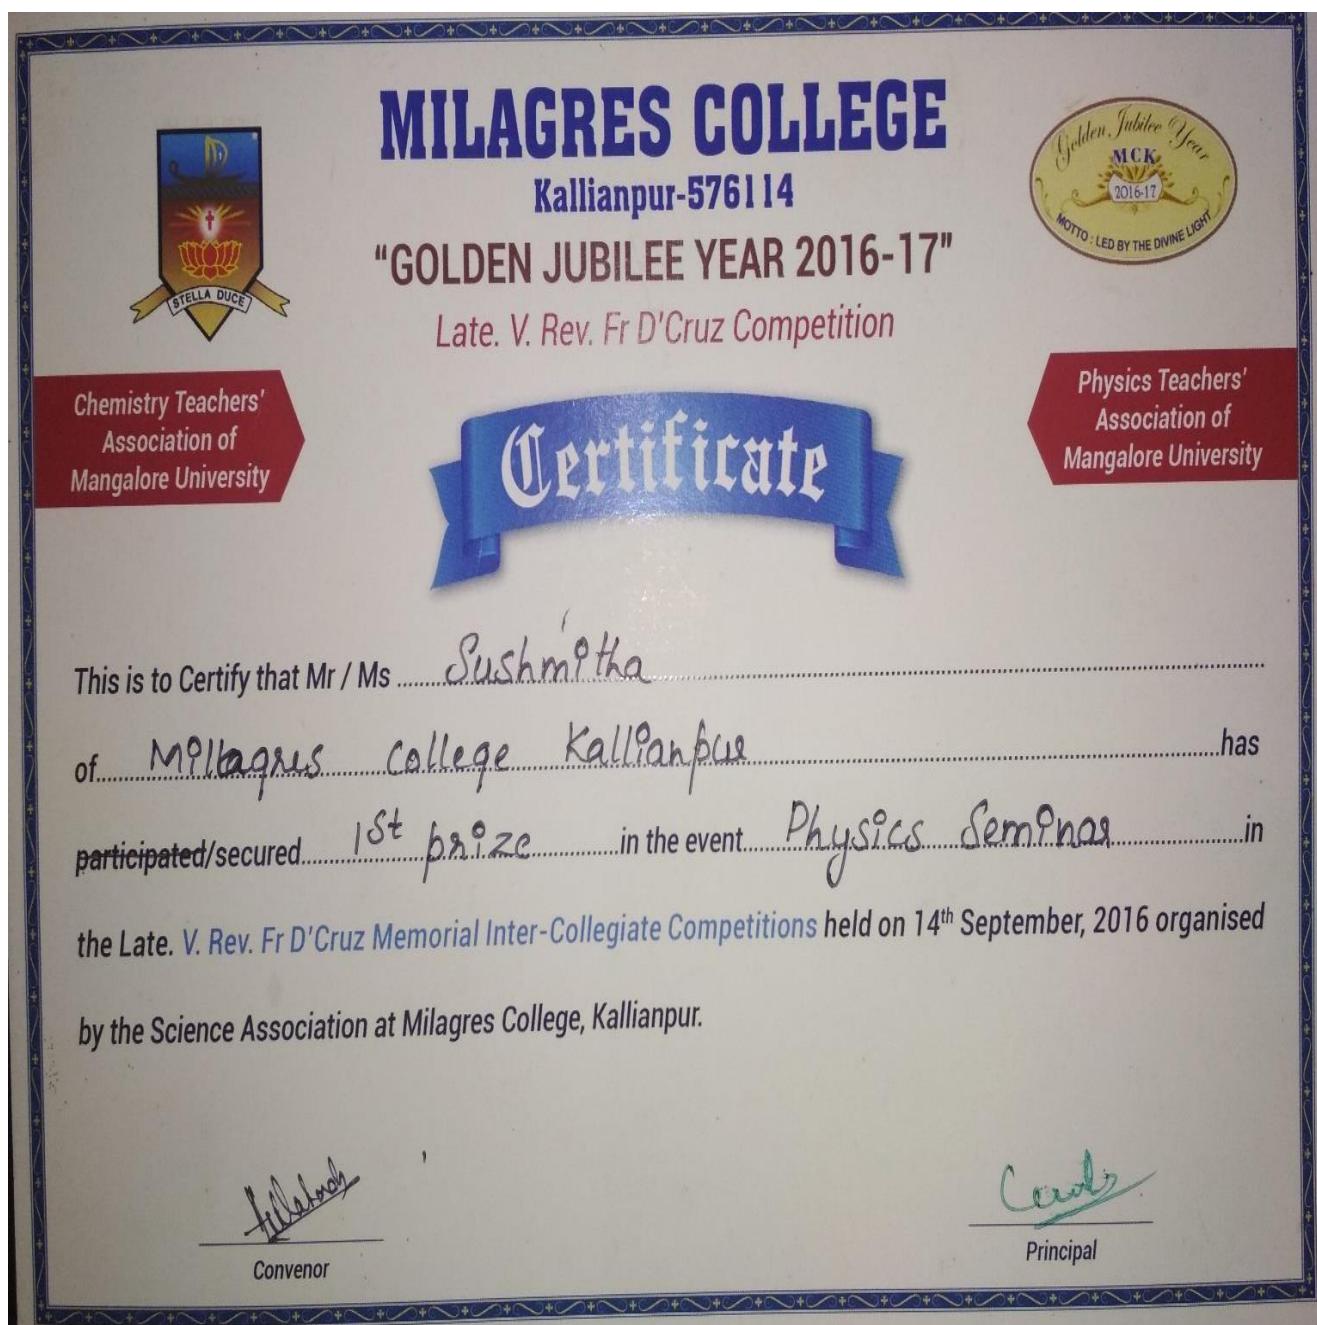 MILAGRES COLLEGE
Kallianpur-576114
"GOLDEN JUBILEE YEAR 2016-17"
Late. V. Rev. Fr D'Cruz Competition
STELLA DUCE
Golden Jubilee Year
MCK
2016-17
MOTTO : LED BY THE DIVINE LIGHT
Chemistry Teachers'
Association of
Mangalore University
Physics Teachers'
Association of
Mangalore University
Certificate
This is to Certify that Mr / Ms Sushmitha
of Millagres College Kallianpur has
participated/secured 1st prize in the event Physics Seminar in
the Late. V. Rev. Fr D'Cruz Memorial Inter-Collegiate Competitions held on 14th September, 2016 organised
by the Science Association at Milagres College, Kallianpur.
Convenor
Principal